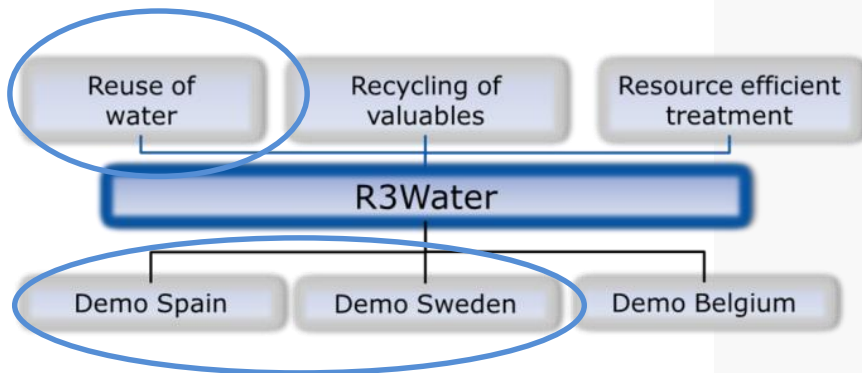 Reuse of
water
Recycling of
valuables
Resource efficient
treatment
R3Water
Demo Spain
Demo Sweden
Demo Belgium